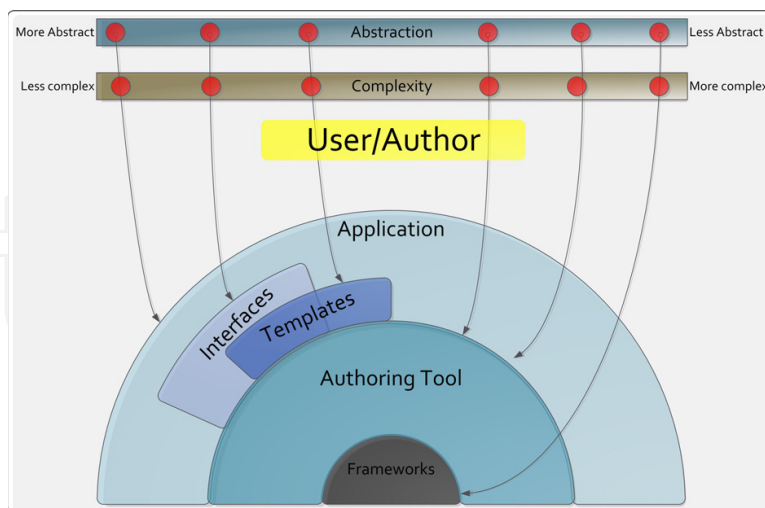 More Abstract
Abstraction
Less Abstract
Less complex
Complexity
More complex
User/Author
Application
Interfaces
Templates
Authoring Tool
Frameworks